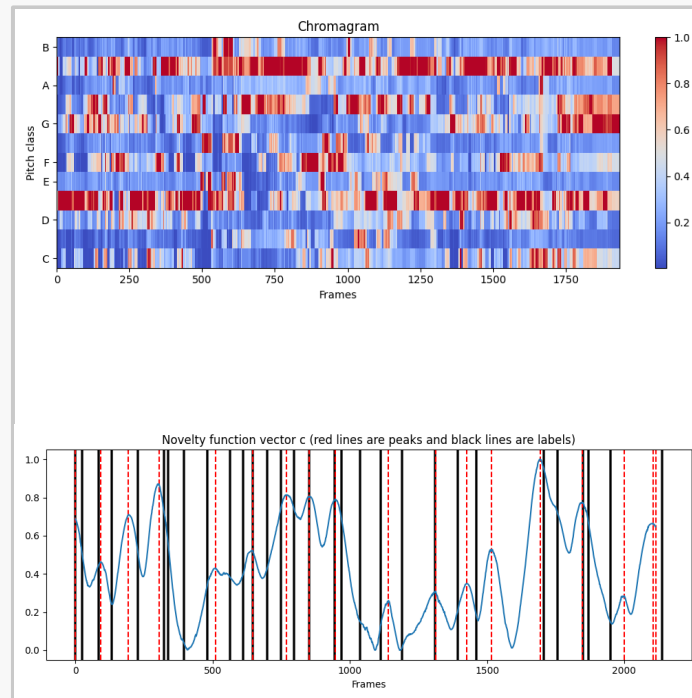 Chromagram
B
A
G
F
E
D
C
Pitch class
0
250
500
750
1000
1250
1500
1750
Frames
1.0
0.8
0.6
0.4
0.2
Novelty function vector c (red lines are peaks and black lines are labels)
1.0
0.8
0.6
0.4
0.2
0.0
0
500
1000
1500
2000
Frames